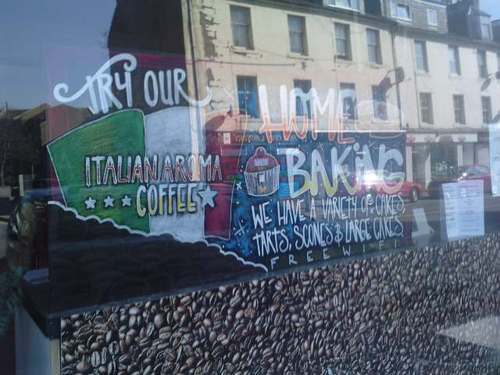 TRY OUR
ITALIAN AROMA
COFFEE
HOME
BAKING
WE HAVE A VARIETY OF CAKES
TARTS, SCONES & LARGE CAKES
FREE WIFI